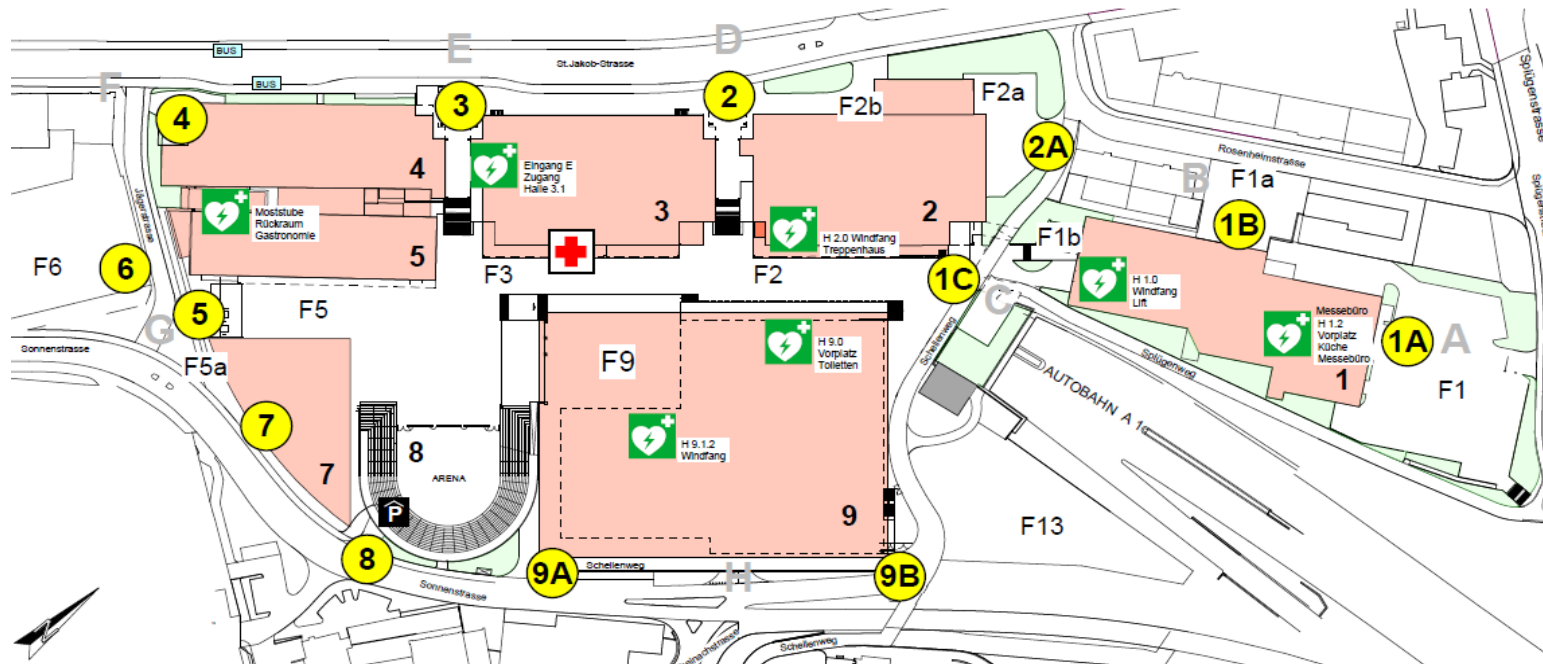 BUS
E
D
St.Jakob-Strasse
F
BUS
3
2
F2b
F2a
4
2A
Splügenstrasse
Rosenheimstrasse
B
F1a
4
Eingang E
Zugang
Halle 3.1
3
2
Jägerstrasse
Moststube
Rückraum
Gastronomie
5
H 2.0 Windfang
Treppenhaus
F1b
1B
F6
6
F3
F2
1C
C
H 1.0
Windfang
Lift
5
F5
G
Sonnenstrasse
F5a
F9
H 9.0
Vorplatz
Toiletten
Schellenweg
Splügenweg
Messebüro
H 1.2
Vorplatz
Küche
Messebüro
1A
A
1
F1
AUTOBAHN A 1
7
7
8
ARENA
H 9.1.2
Windfang
9
F13
P
8
Sonnenstrasse
9A
Schellenweg
H
9B
Schellenweg